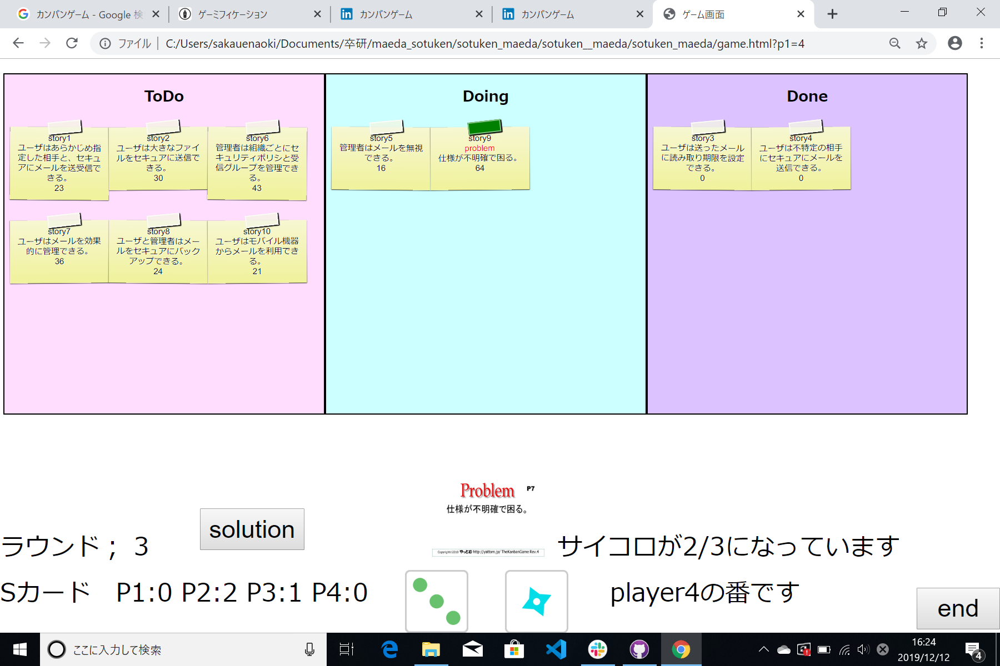 カンバンゲーム - Google 検
ゲーミフィケーション
カンバンゲーム
カンバンゲーム
ゲーム画面
ファイル
C:/Users/sakauenaoki/Documents/卒研/maeda_sotuken/sotuken_maeda/sotuken__maeda/sotuken_maeda/game.html?p1=4
ToDo
story1
ユーザはあらかじめ指
定した相手と、セキュ
アにメールを送受信で
きる。
23
story2
ユーザは大きなファイ
ルをセキュアに送信で
きる。
30
story6
管理者は組織ごとにセ
キュリティポリシと受
信グループを管理でき
る。
43
story7
ユーザはメールを効果
的に管理できる。
36
story8
ユーザと管理者はメー
ルをセキュアにバック
アップできる。
24
story10
ユーザはモバイル機器
からメールを利用でき
る。
21
Doing
story5
管理者はメールを無視
できる。
16
story9
problem
仕様が不明確で困る。
64
Done
story3
ユーザは送ったメール
に読み取り期限を設定
できる。
0
story4
ユーザは不特定の相手
にセキュアにメールを
送信できる。
0
Problem P7
仕様が不明確で困る。
Copyright©2010 やっとむ http://yattom.jp/ TheKanbanGame Rev.4
solution
ラウンド； 3
サイコロが2/3になっています
Sカード P1:0 P2:2 P3:1 P4:0
player4の番です
end
ここに入力して検索
16:24
2019/12/12
4